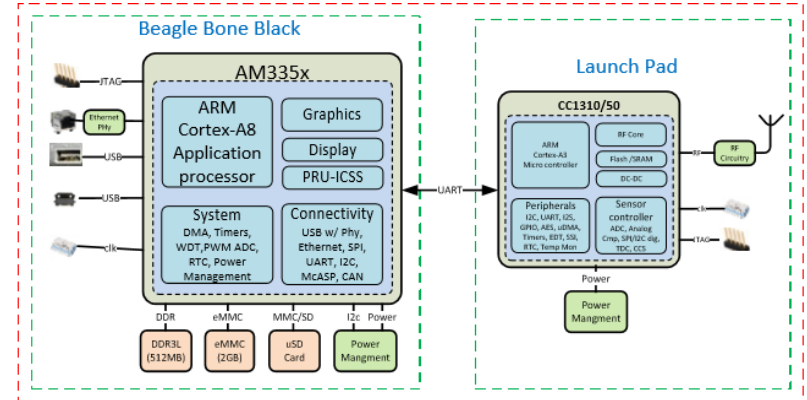 Beagle Bone Black
AM335x
ARM
Cortex-A8
Application
processor
Graphics
Display
PRU-ICSS
System
DMA, Timers,
WDT,PWM ADC,
RTC, Power
Management
Connectivity
USB w/ Phy,
Ethernet, SPI,
UART, I2C,
McASP, CAN
JTAG
Ethernet
PHy
USB
USB
clk
DDR
eMMC
MMC/SD
I2c
Power
DDR3L
(512MB)
eMMC
(2GB)
uSD
Card
Power
Managment
UART
Launch Pad
CC1310/50
ARM
Cortex-A3
Micro controller
RF Core
Flash /SRAM
DC-DC
Peripherals
I2C, UART, I2S,
GPIO, AES, uDMA,
Timers, EDT, SSI,
RTC, Temp Mon
Sensor
controller
ADC, Analog
Cmp, SPI/I2C dig,
TDC, CCS
RF
RF
Circuitry
clk
JTAG
Power
Power
Managment